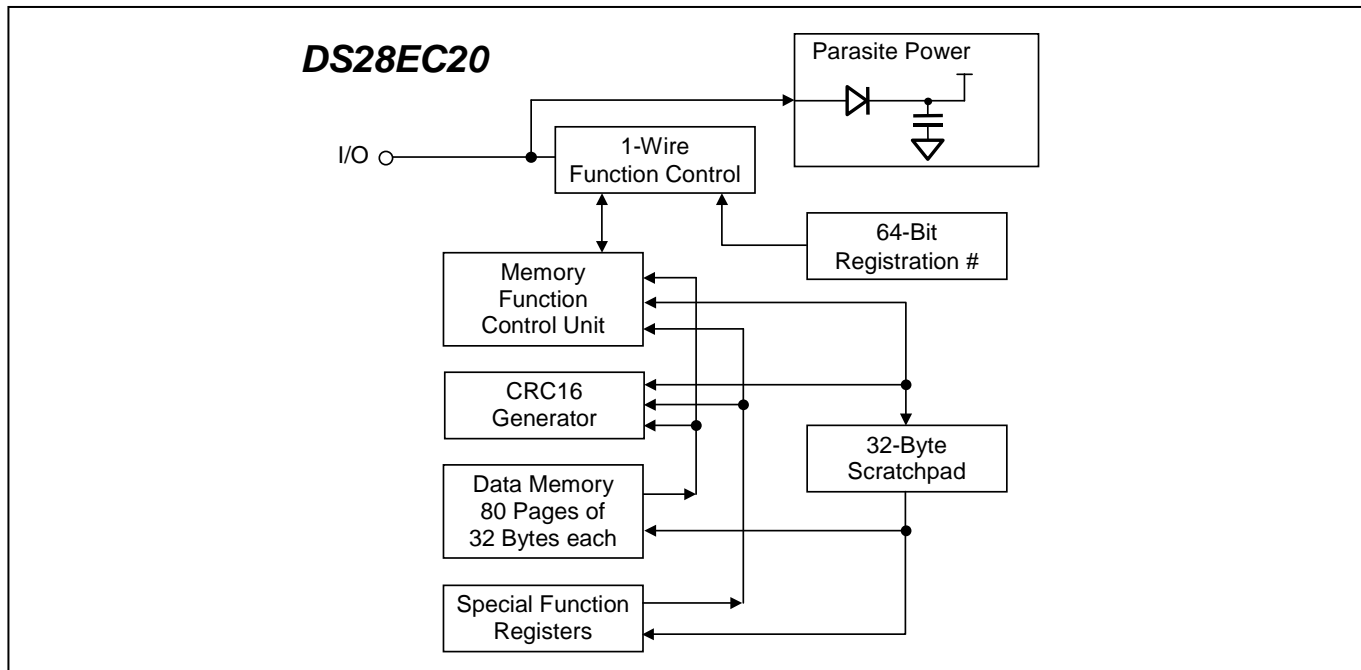 DS28EC20
Parasite Power
I/O
1-Wire
Function Control
64-Bit
Registration #
Memory
Function
Control Unit
CRC16
Generator
32-Byte
Scratchpad
Data Memory
80 Pages of
32 Bytes each
Special Function
Registers